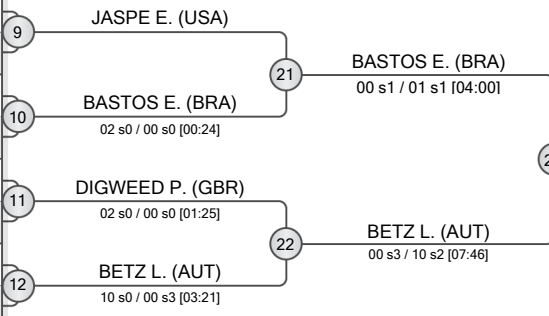 JASPE E. (USA)
9
21
BASTOS E. (BRA)
00 s1 / 01 s1 [04:00]
BASTOS E. (BRA)
10
02 s0 / 00 s0 [00:24]
DIGWEED P. (GBR)
11
02 s0 / 00 s0 [01:25]
22
BETZ L. (AUT)
00 s3 / 10 s2 [07:46]
BETZ L. (AUT)
12
10 s0 / 00 s3 [03:21]